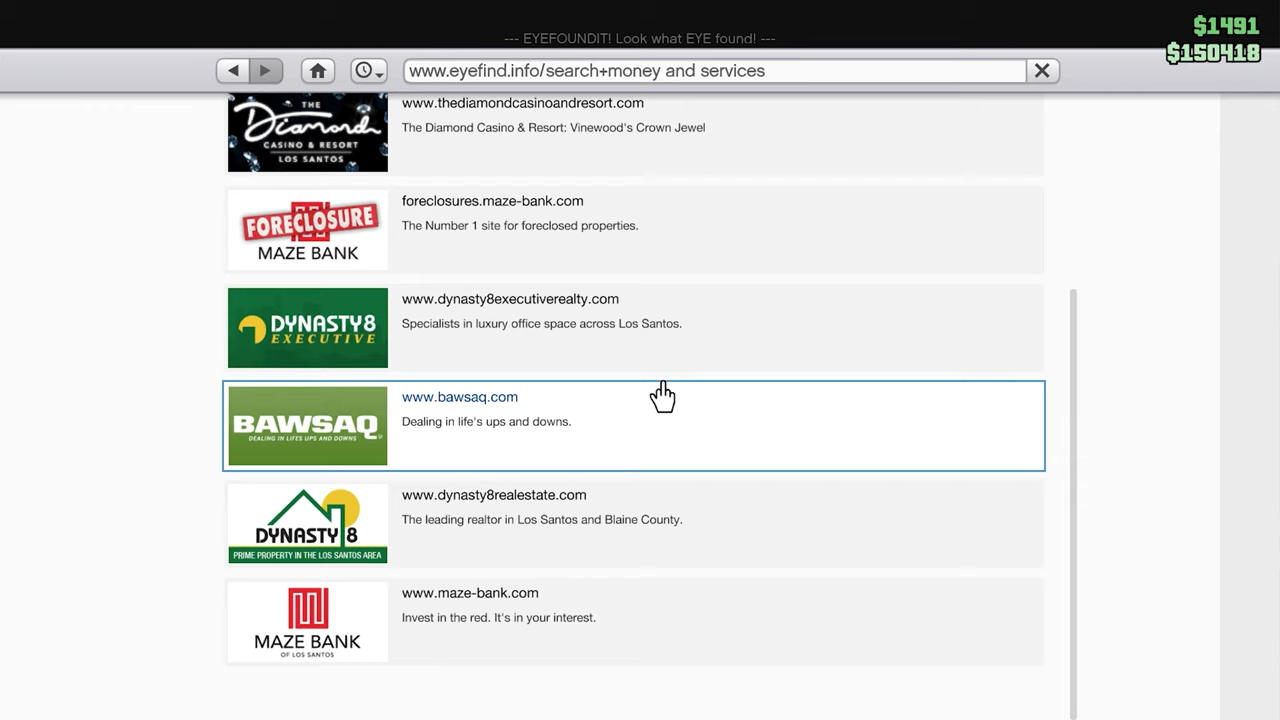 $1491
--- EYEFOUNDIT! Look what EYE found! ---
$150418
www.eyefind.info/search+money and services
THE
Diamond
CASINO & RESORT
LOS SANTOS
www.thediamondcasinoandresort.com
The Diamond Casino & Resort: Vinewood's Crown Jewel
FORECLOSURE
MAZE BANK
foreclosures.maze-bank.com
The Number 1 site for foreclosed properties.
DYNASTY8
EXECUTIVE
www.dynasty8executiverealty.com
Specialists in luxury office space across Los Santos.
BAWSAQ
DEALING IN LIFES UPS AND DOWNS
www.bawsaq.com
Dealing in life's ups and downs.
DYNASTY 8
PRIME PROPERTY IN THE LOS SANTOS AREA
www.dynasty8realestate.com
The leading realtor in Los Santos and Blaine County.
MAZE BANK
OF LOS SANTOS
www.maze-bank.com
Invest in the red. It's in your interest.